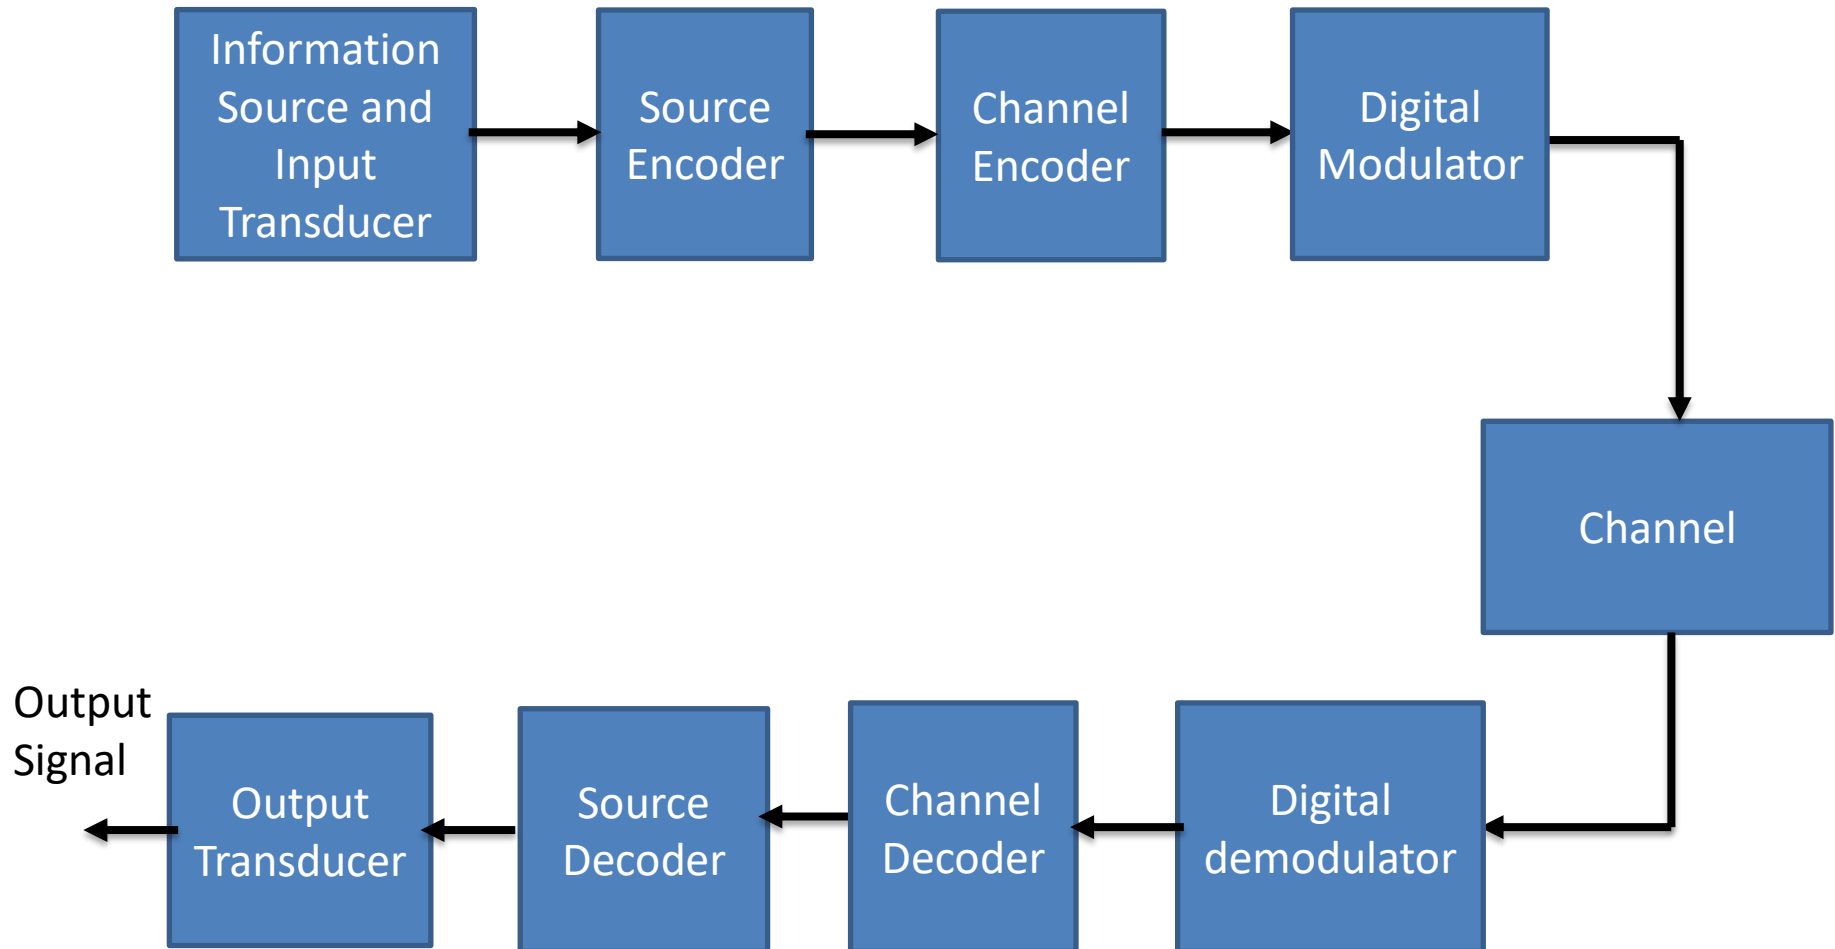 Information
Source and
Input
Transducer
Source
Encoder
Channel
Encoder
Digital
Modulator
Channel
Output
Signal
Output
Transducer
Source
Decoder
Channel
Decoder
Digital
demodulator